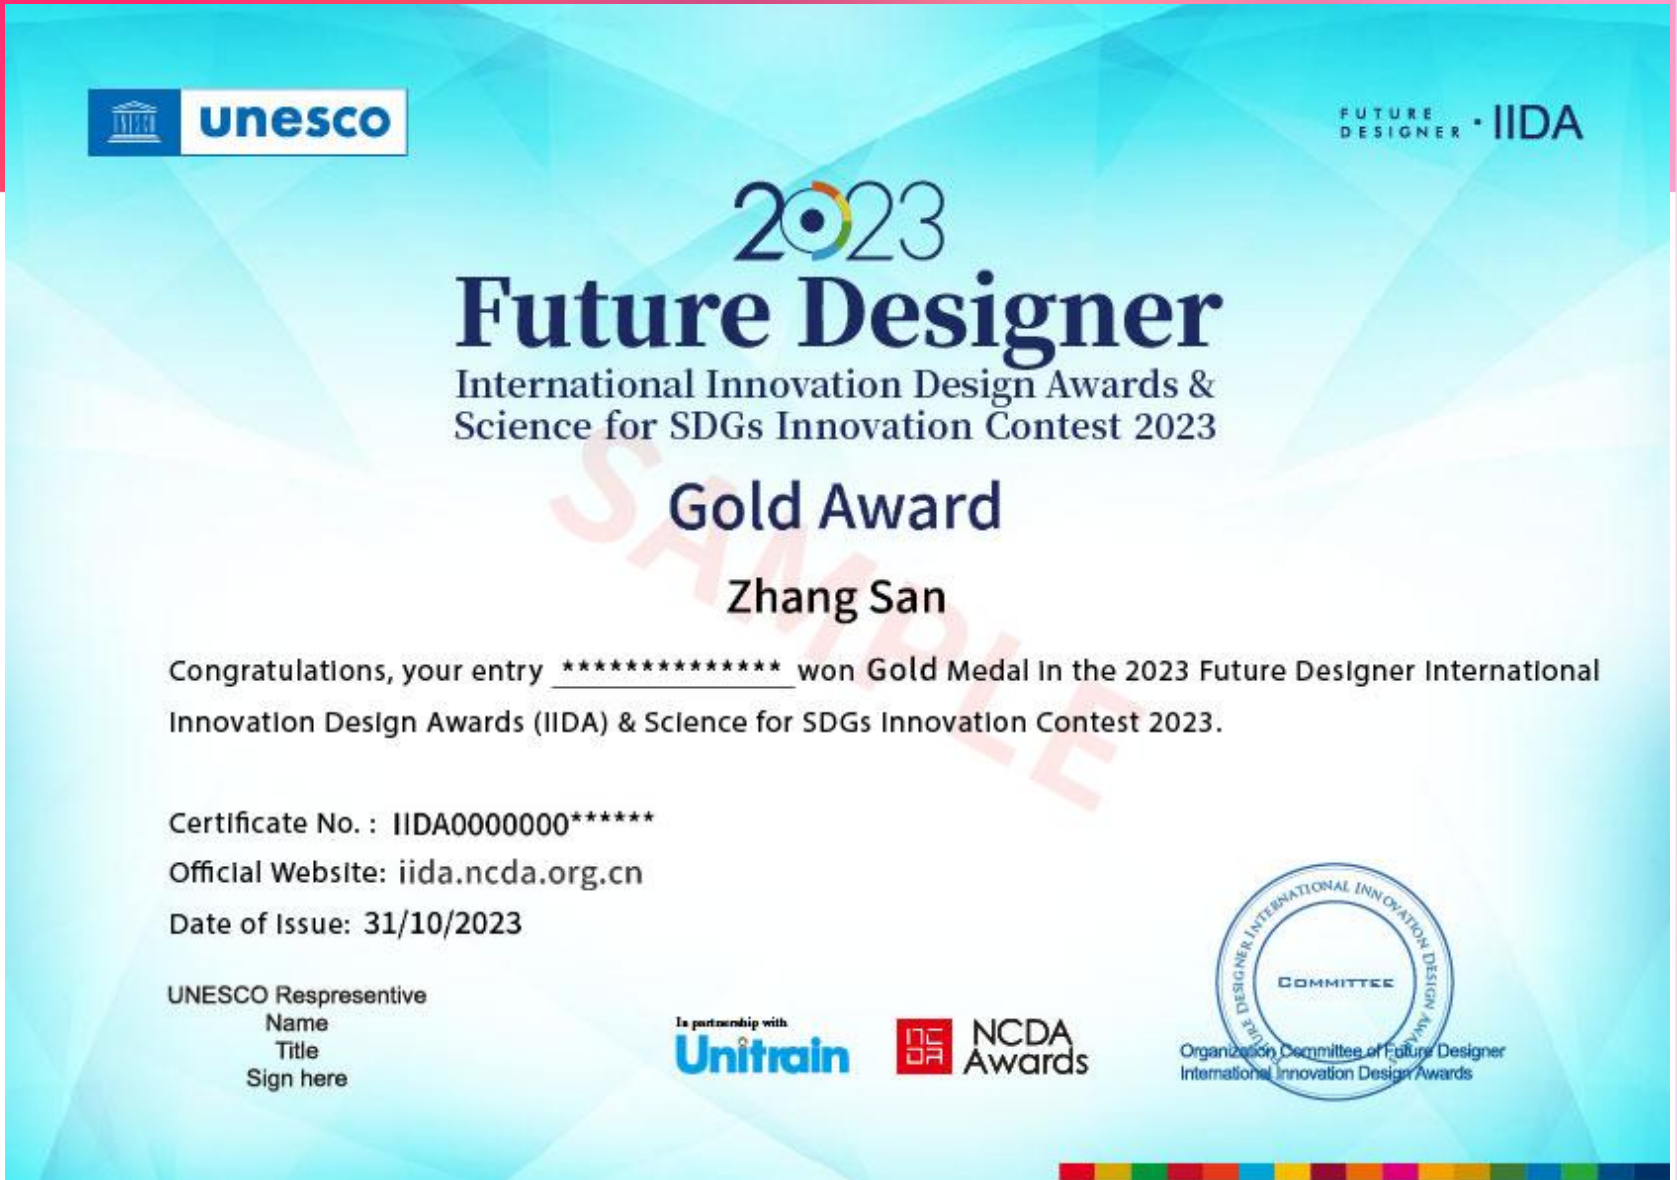 unesco
FUTURE
DESIGNER · IIDA
2023
Future Designer
International Innovation Design Awards &
Science for SDGs Innovation Contest 2023
Gold Award
Zhang San
Congratulations, your entry ************** won Gold Medal in the 2023 Future Designer International
Innovation Design Awards (IIDA) & Science for SDGs Innovation Contest 2023.
SAMPLE
Certificate No. : IIDA0000000******
Official Website: iida.ncda.org.cn
Date of Issue: 31/10/2023
UNESCO Respresentive
Name
Title
Sign here
In partnership with
Unitrain
NCDA
NCDA
Awards
FUTURE DESIGNER INTERNATIONAL INNOVATION DESIGN AWARDS
COMMITTEE
Organization Committee of Future Designer
International Innovation Design Awards